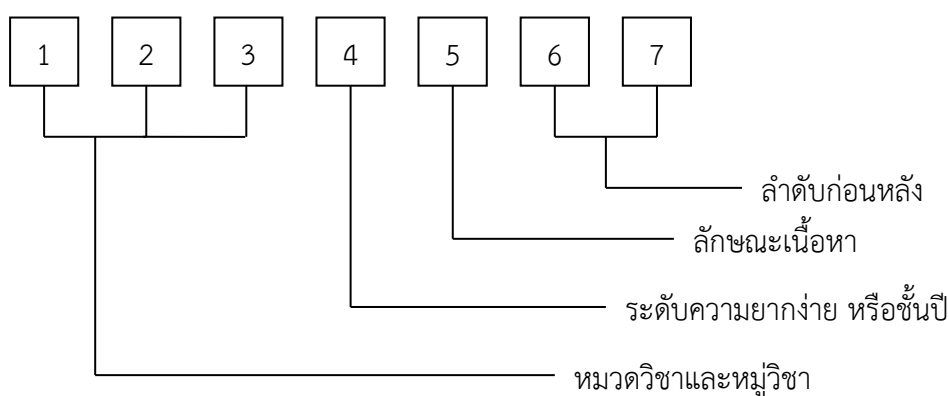 1 2 3 4 5 6 7
ลำดับก่อนหลัง
ลักษณะเนื้อหา
ระดับความยากง่าย หรือชั้นปี
หมวดวิชาและหมู่วิชา